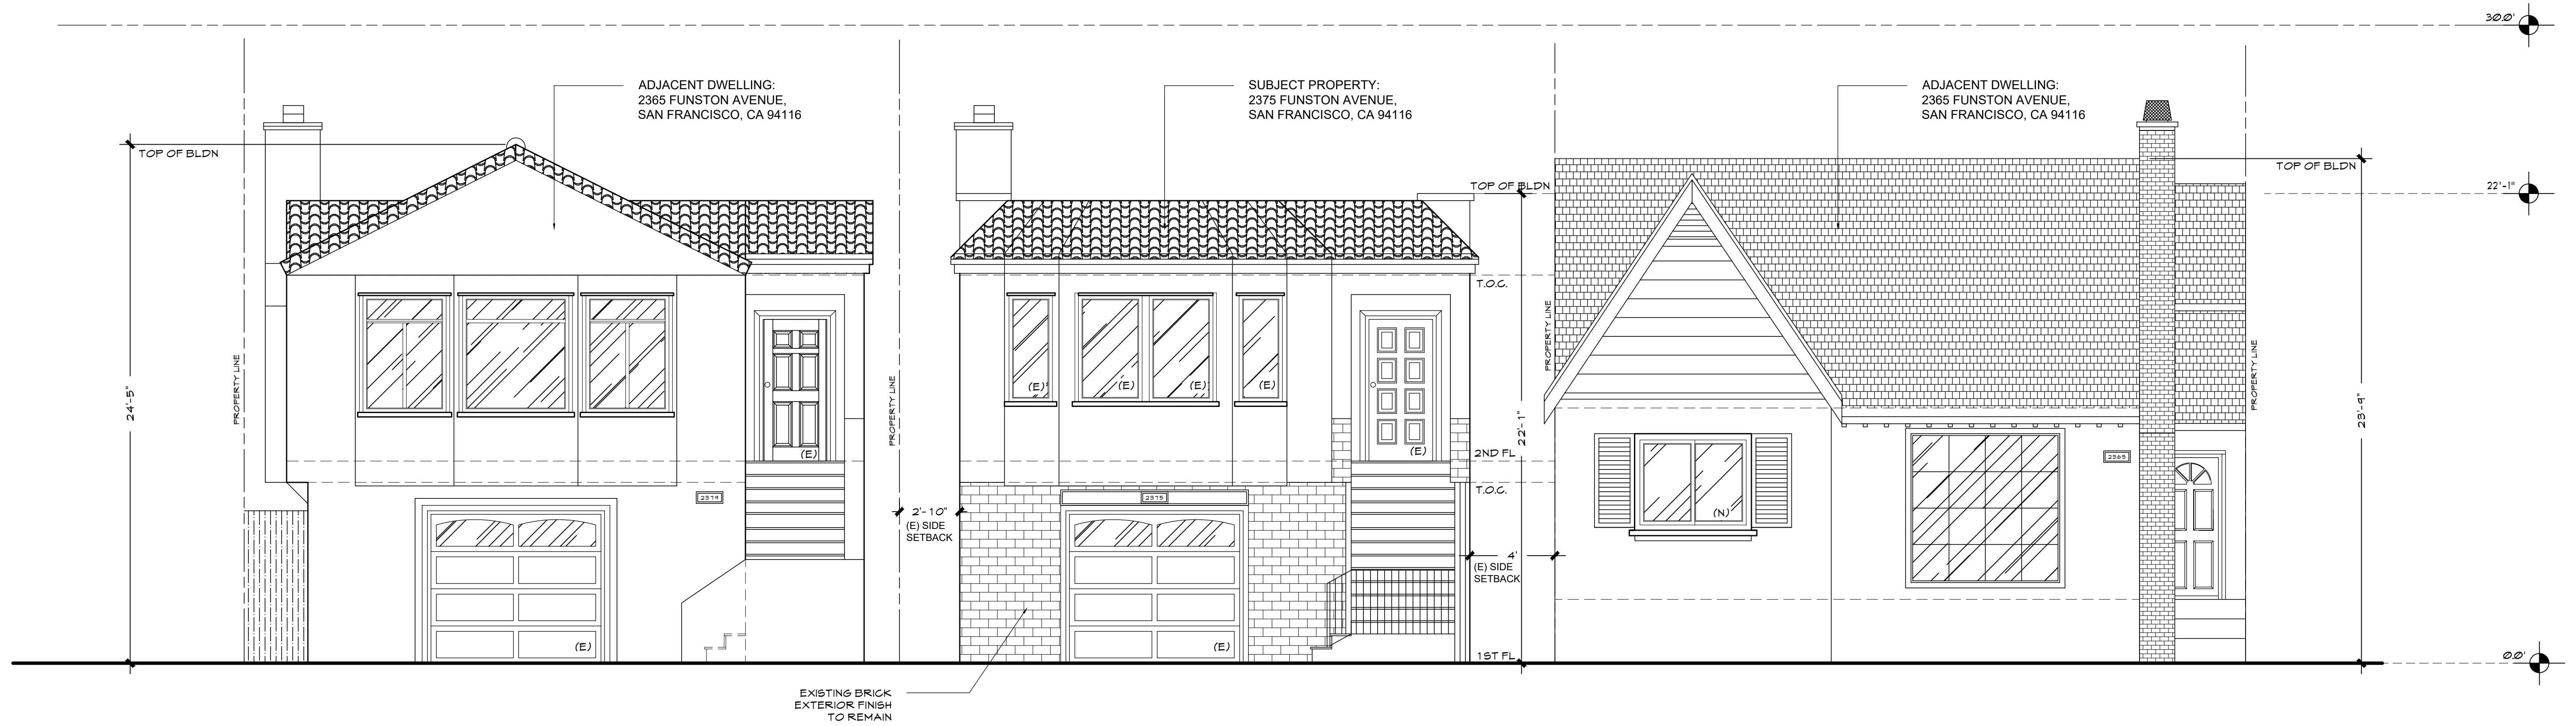 30.0'
ADJACENT DWELLING:
2365 FUNSTON AVENUE,
SAN FRANCISCO, CA 94116
SUBJECT PROPERTY:
2375 FUNSTON AVENUE,
SAN FRANCISCO, CA 94116
ADJACENT DWELLING:
2365 FUNSTON AVENUE,
SAN FRANCISCO, CA 94116
TOP OF BLDN
TOP OF BLDN
TOP OF BLDN
22'-1"
24'-5"
PROPERTY LINE
(E)
2379
PROPERTY LINE
2'-10"
(E) SIDE
SETBACK
(E)
(E)
(E)
(E)
(E)
(E)
2375
(E)
T.O.C.
2ND FL
T.O.C.
22'-1"
4'
(E) SIDE
SETBACK
1ST FL
PROPERTY LINE
(N)
2365
PROPERTY LINE
23'-9"
0.0'
EXISTING BRICK
EXTERIOR FINISH
TO REMAIN